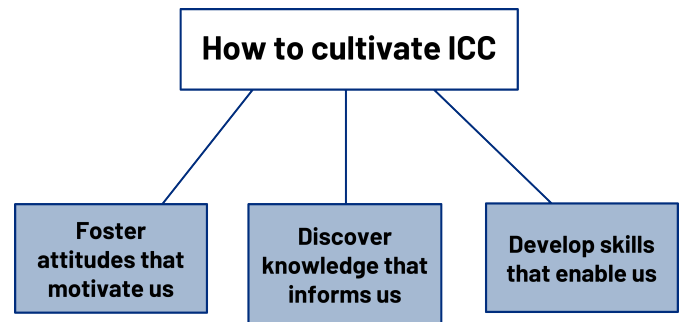 How to cultivate ICC
Foster
attitudes that
motivate us
Discover
knowledge that
informs us
Develop skills
that enable us